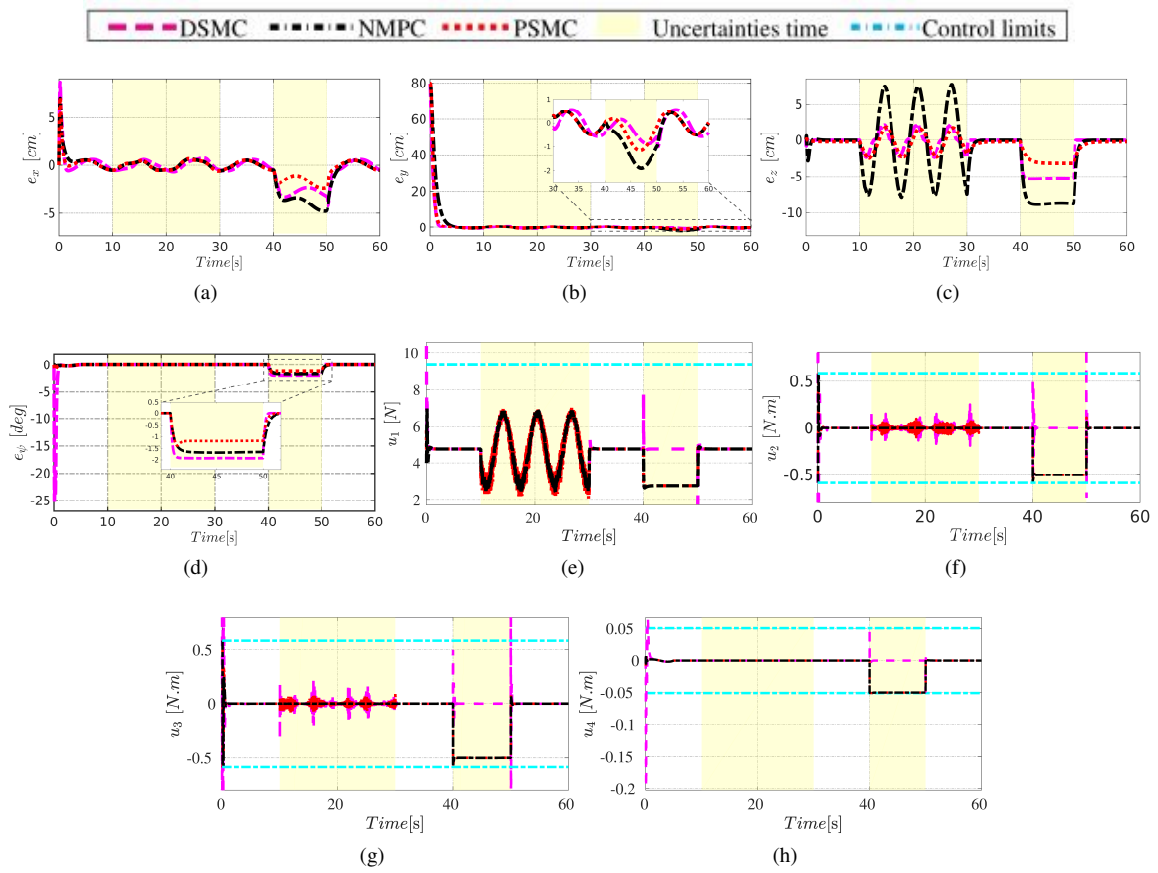 DSMC NMPC PSMC Uncertainties time Control limits
e_x [cm]
5
0
-5
0 10 20 30 40 50 60
Time[s]
(a)
e_y [cm]
80
60
40
20
0
1
0
-1
-2
30 35 40 45 50 55 60
0 10 20 30 40 50 60
Time[s]
(b)
e_z [cm]
5
0
-5
-10
0 10 20 30 40 50 60
Time[s]
(c)
e_ψ [deg]
0
-5
-10
-15
-20
-25
0.5
0
-0.5
-1
-1.5
-2
40 45 50
0 10 20 30 40 50 60
Time[s]
(d)
u_1 [N]
10
8
6
4
2
0 20 40 60
Time[s]
(e)
u_2 [N.m]
0.5
0
-0.5
0 20 40 60
Time[s]
(f)
u_3 [N.m]
0.5
0
-0.5
0 20 40 60
Time[s]
(g)
u_4 [N.m]
0.05
0
-0.05
-0.1
-0.15
-0.2
0 20 40 60
Time[s]
(h)